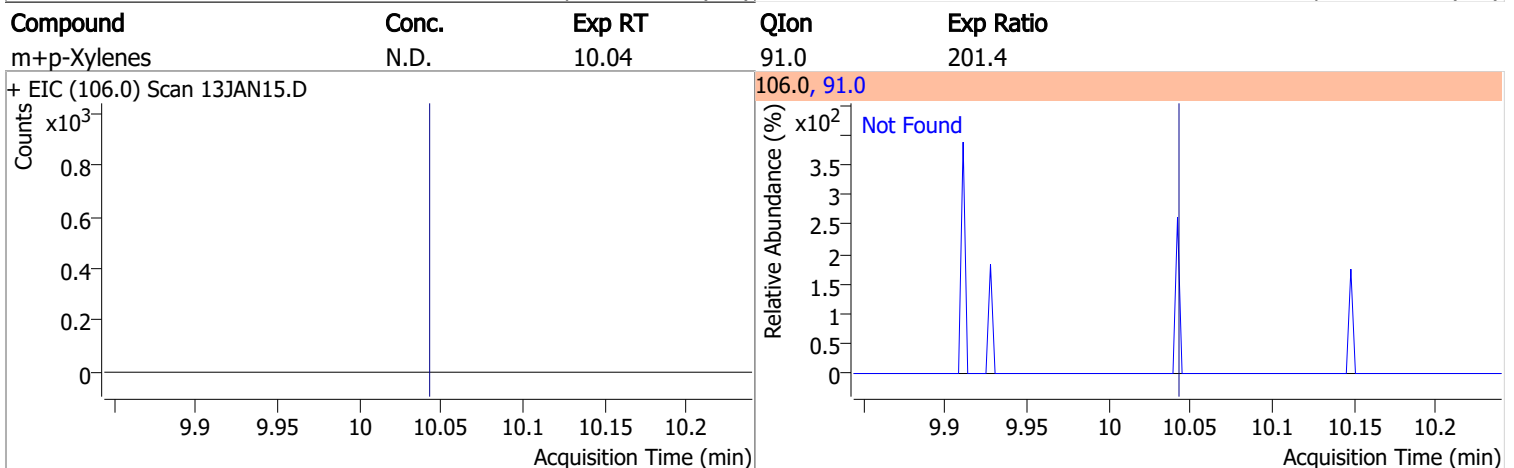 Compound Conc. Exp RT QIon Exp Ratio
m+p-Xylenes N.D. 10.04 91.0 201.4
+ EIC (106.0) Scan 13JAN15.D
Counts
x10³
0.8
0.6
0.4
0.2
0
9.9 9.95 10 10.05 10.1 10.15 10.2
Acquisition Time (min)
106.0, 91.0
Relative Abundance (%)
x10²
Not Found
3.5
3
2.5
2
1.5
1
0.5
0
9.9 9.95 10 10.05 10.1 10.15 10.2
Acquisition Time (min)